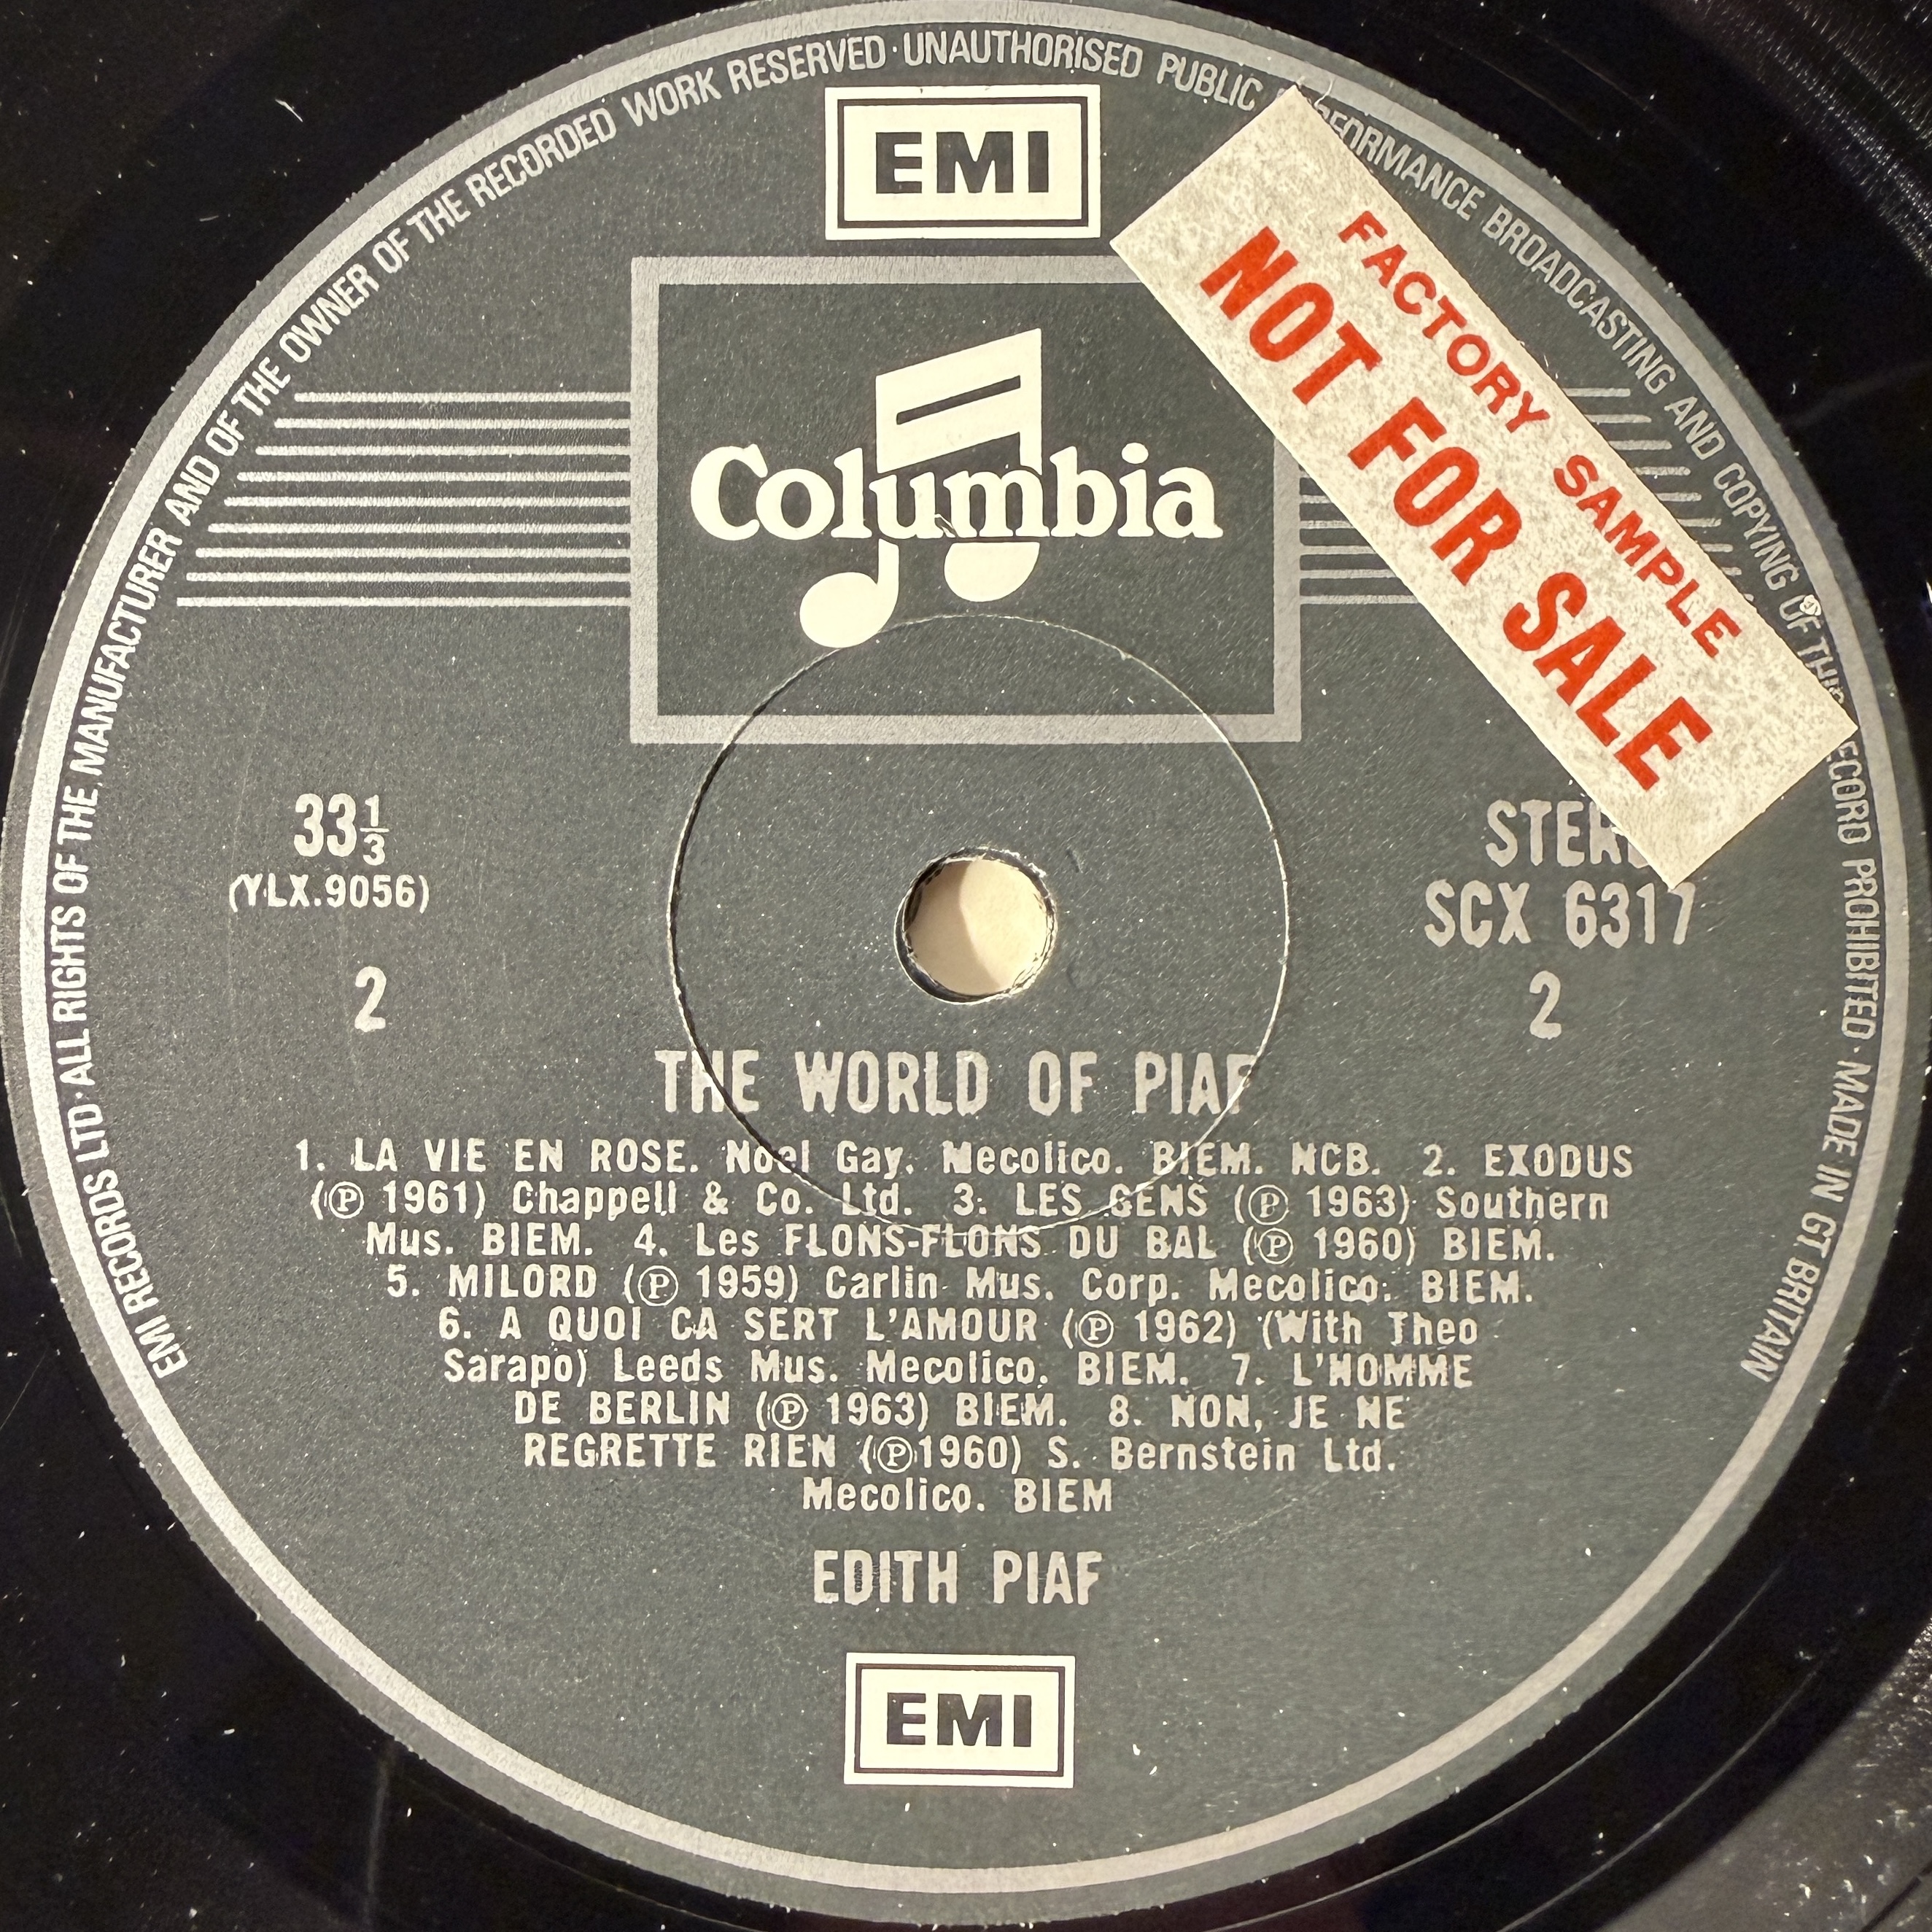 EMI RECORDS LTD·ALL RIGHTS OF THE MANUFACTURER AND OF THE OWNER OF THE RECORDED WORK RESERVED·UNAUTHORISED PUBLIC BROADCASTING AND COPYING OF PROHIBITED·MADE IN GT BRITAIN
EMI
FACTORY SAMPLE
NOT FOR SALE
Columbia
33⅓
(YLX.9056)
2
SCX 6317
2
THE WORLD OF PIAF
1. LA VIE EN ROSE. Noel Gay. Mecolico. BIEM. NCB. 2. EXODUS
(℗ 1961) Chappell & Co. Ltd. 3. LES GENS (℗ 1963) Southern
Mus. BIEM. 4. Les FLONS-FLONS DU BAL (℗ 1960) BIEM.
5. MILORD (℗ 1959) Carlin Mus. Corp. Mecolico. BIEM.
6. A QUOI CA SERT L'AMOUR (℗ 1962) (With Theo
Sarapo) Leeds Mus. Mecolico. BIEM. 7. L'HOMME
DE BERLIN (℗ 1963) BIEM. 8. NON, JE NE
REGRETTE RIEN (℗1960) S. Bernstein Ltd.
Mecolico. BIEM
EDITH PIAF
EMI